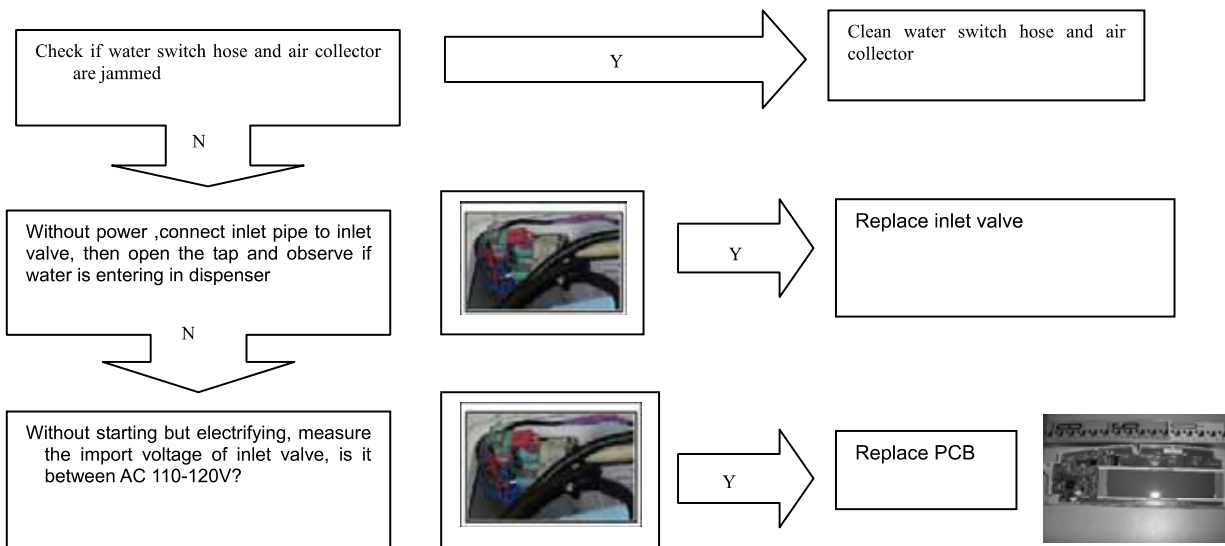 Check if water switch hose and air collector
are jammed
Y
Clean water switch hose and air
collector
N
Without power ,connect inlet pipe to inlet
valve, then open the tap and observe if
water is entering in dispenser
Y
Replace inlet valve
N
Without starting but electrifying, measure
the import voltage of inlet valve, is it
between AC 110-120V?
Y
Replace PCB